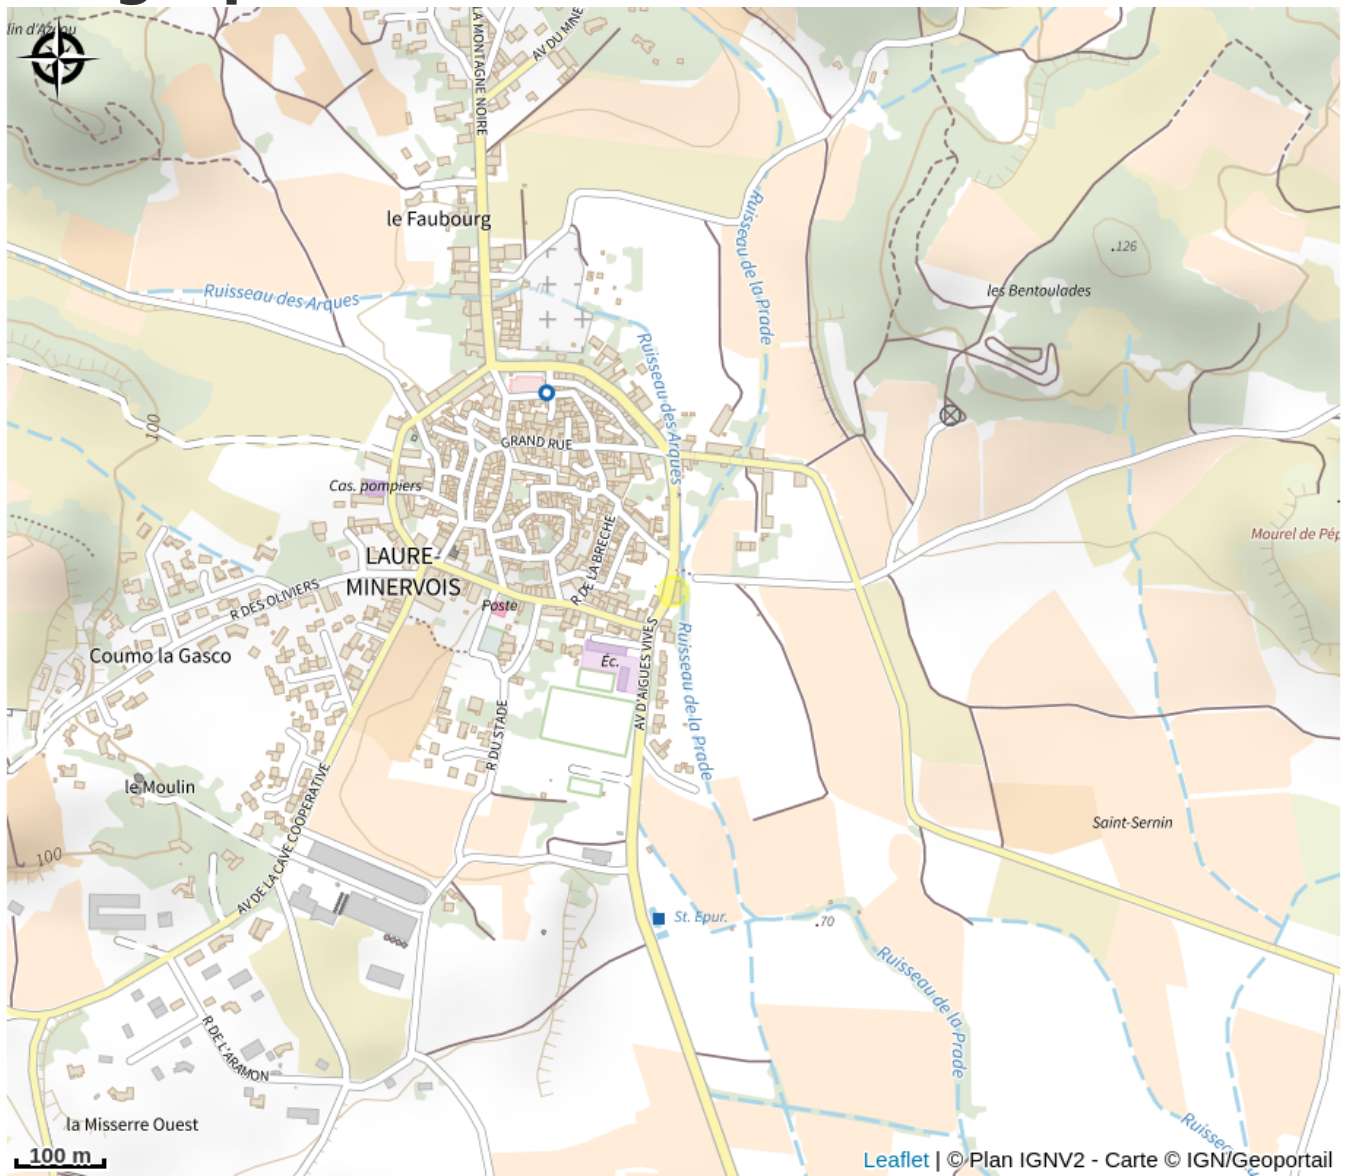 lin d'Azaou
LA MONTAGNE NOIRE
AV DU MINE
le Faubourg
Ruisseau de la Prade
.126
les Bentoulades
Ruisseau des Arques
Ruisseau des Arques
100
GRAND RUE
Cas. pompiers
LAURE-
MINERVOIS
R DE LA BRECHE
Mourel de Pép
R DES OLIVIERS
Poste
Coumo la Gasco
Éc.
AV D'AIGUES VIVES
Ruisseau de la Prade
R DU STADE
le Moulin
AV DE LA CAVE COOPERATIVE
Saint-Sernin
100
St. Epur.
.70
Ruisseau de la Prade
R DE L'ARAMON
la Misserre Ouest
Ruisseau
100 m
Leaflet | © Plan IGNV2 - Carte © IGN/Geoportail